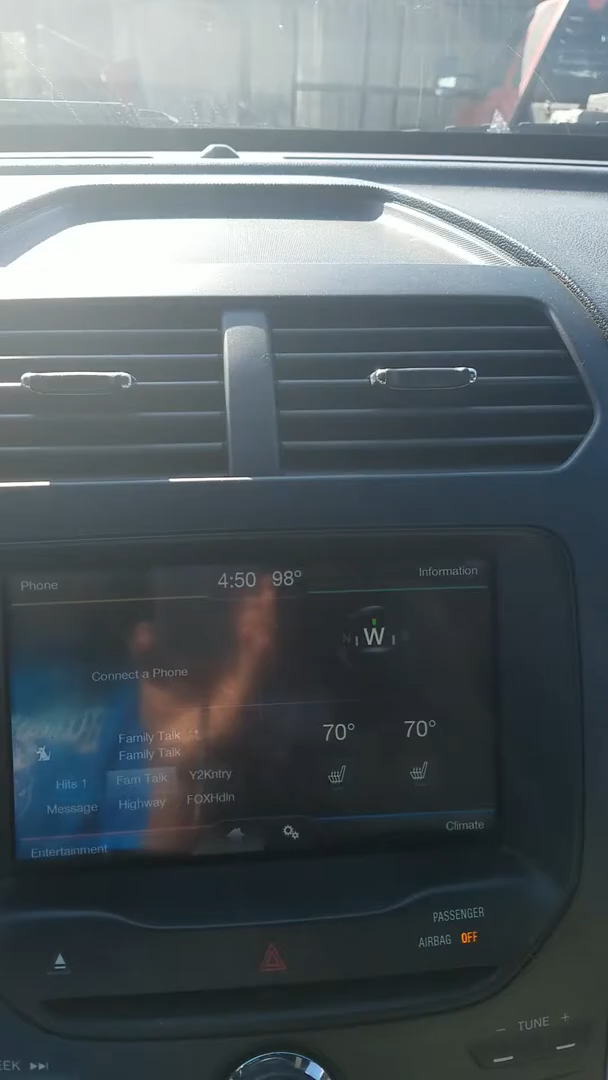 Phone
4:50 98°
Information
N W
Connect a Phone
Family Talk
Family Talk
70° 70°
Hits 1 Fam Talk Y2Kntry
Message Highway FOXHdln
Entertainment
Climate
PASSENGER
AIRBAG OFF
− TUNE +
EEK